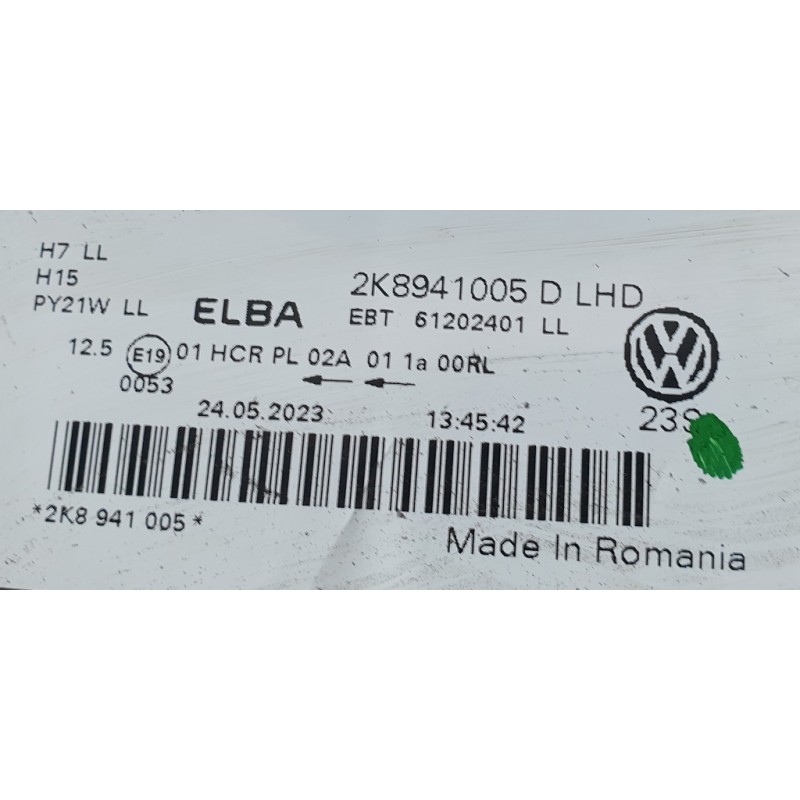 H7 LL
H15
PY21W LL
ELBA
2K8941005 D LHD
EBT 61202401 LL
12.5 E19 01 HCR PL 02A 01 1a 00RL
0053
24.05.2023 13:45:42
*2K8 941 005*
Made In Romania